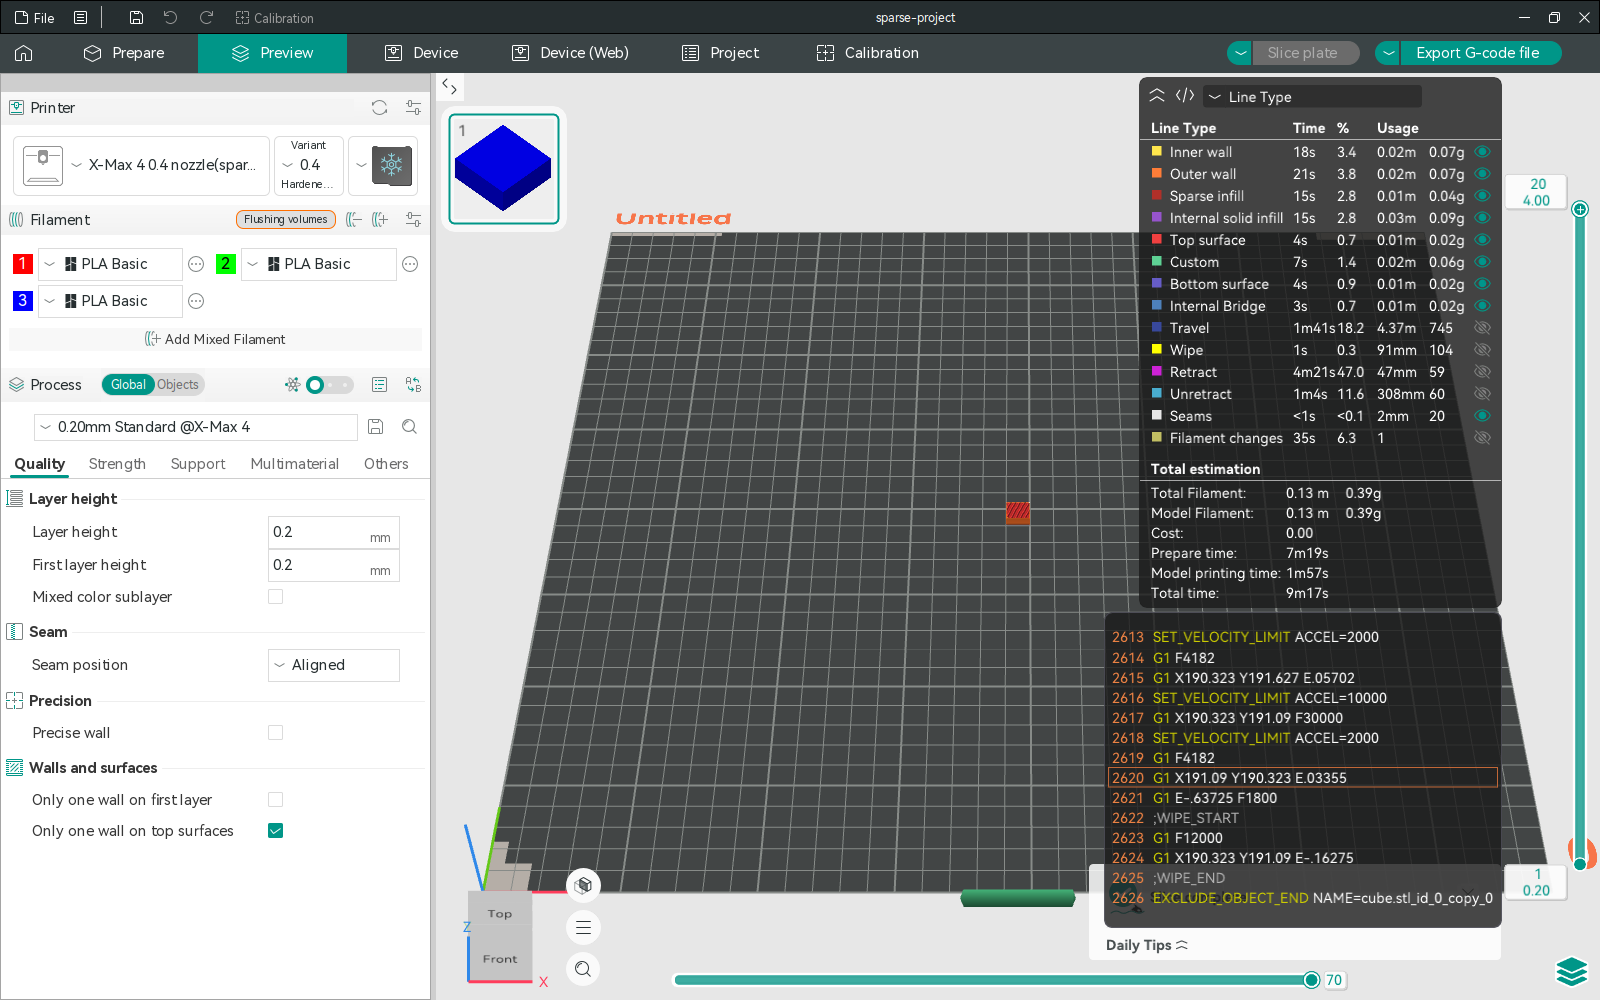 File
Calibration
sparse-project
Prepare
Preview
Device
Device (Web)
Project
Calibration
Slice plate
Export G-code file
Printer
X-Max 4 0.4 nozzle(spar...
Variant
0.4
Hardene...
Filament
Flushing volumes
1 PLA Basic
2 PLA Basic
3 PLA Basic
Add Mixed Filament
Process
Global Objects
0.20mm Standard @X-Max 4
Quality Strength Support Multimaterial Others
Layer height
Layer height 0.2 mm
First layer height 0.2 mm
Mixed color sublayer
Seam
Seam position Aligned
Precision
Precise wall
Walls and surfaces
Only one wall on first layer
Only one wall on top surfaces
1
Untitled
Top
Front
Z
X
Line Type
Line Type Time % Usage
Inner wall 18s 3.4 0.02m 0.07g
Outer wall 21s 3.8 0.02m 0.07g
Sparse infill 15s 2.8 0.01m 0.04g
Internal solid infill 15s 2.8 0.03m 0.09g
Top surface 4s 0.7 0.01m 0.02g
Custom 7s 1.4 0.02m 0.06g
Bottom surface 4s 0.9 0.01m 0.02g
Internal Bridge 3s 0.7 0.01m 0.02g
Travel 1m41s 18.2 4.37m 745
Wipe 1s 0.3 91mm 104
Retract 4m21s 47.0 47mm 59
Unretract 1m4s 11.6 308mm 60
Seams <1s <0.1 2mm 20
Filament changes 35s 6.3 1
Total estimation
Total Filament: 0.13 m 0.39g
Model Filament: 0.13 m 0.39g
Cost: 0.00
Prepare time: 7m19s
Model printing time: 1m57s
Total time: 9m17s
2613 SET_VELOCITY_LIMIT ACCEL=2000
2614 G1 F4182
2615 G1 X190.323 Y191.627 E.05702
2616 SET_VELOCITY_LIMIT ACCEL=10000
2617 G1 X190.323 Y191.09 F30000
2618 SET_VELOCITY_LIMIT ACCEL=2000
2619 G1 F4182
2620 G1 X191.09 Y190.323 E.03355
2621 G1 E-.63725 F1800
2622 ;WIPE_START
2623 G1 F12000
2624 G1 X190.323 Y191.09 E-.16275
2625 ;WIPE_END
2626 EXCLUDE_OBJECT_END NAME=cube.stl_id_0_copy_0
Daily Tips
20
4.00
1
0.20
70